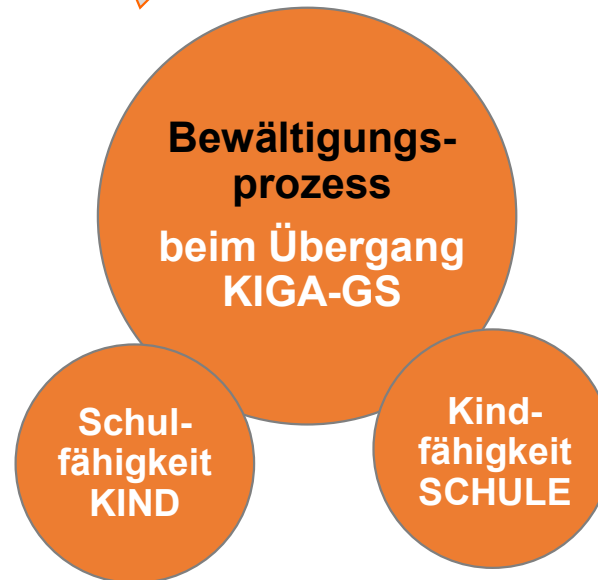 Bewältigungs-
prozess
beim Übergang
KIGA-GS
Schul-
fähigkeit
KIND
Kind-
fähigkeit
SCHULE